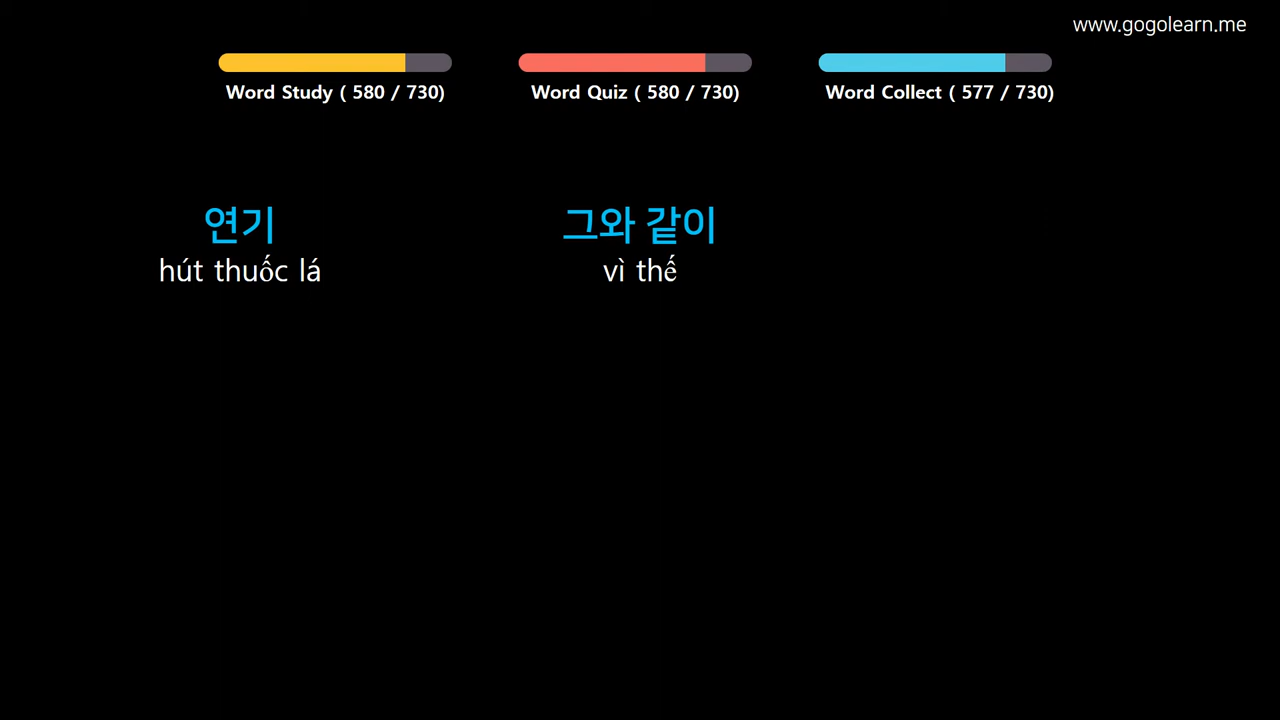 www.gogolearn.me
Word Study ( 580 / 730)
Word Quiz ( 580 / 730)
Word Collect ( 577 / 730)
연기
hút thuốc lá
그와 같이
vì thế